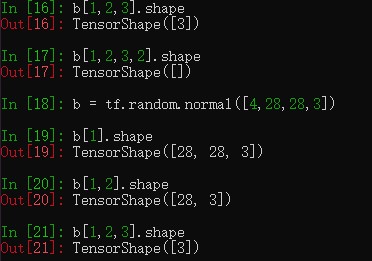 In [16]: b[1,2,3].shape
Out[16]: TensorShape([3])
In [17]: b[1,2,3,2].shape
Out[17]: TensorShape([])
In [18]: b = tf.random.normal([4,28,28,3])
In [19]: b[1].shape
Out[19]: TensorShape([28, 28, 3])
In [20]: b[1,2].shape
Out[20]: TensorShape([28, 3])
In [21]: b[1,2,3].shape
Out[21]: TensorShape([3])